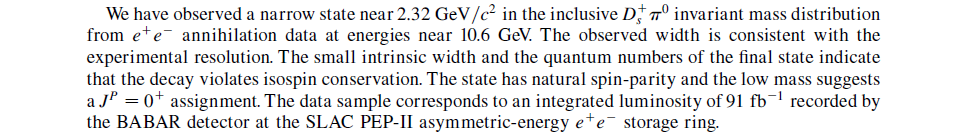 We have observed a narrow state near 2.32 GeV/c² in the inclusive D⁺ₛπ⁰ invariant mass distribution
from e⁺e⁻ annihilation data at energies near 10.6 GeV. The observed width is consistent with the
experimental resolution. The small intrinsic width and the quantum numbers of the final state indicate
that the decay violates isospin conservation. The state has natural spin-parity and the low mass suggests
a Jᴾ = 0⁺ assignment. The data sample corresponds to an integrated luminosity of 91 fb⁻¹ recorded by
the BABAR detector at the SLAC PEP-II asymmetric-energy e⁺e⁻ storage ring.